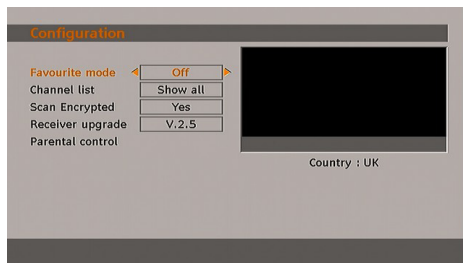 Configuration
Favourite mode Off
Channel list Show all
Scan Encrypted Yes
Receiver upgrade V.2.5
Parental control
Country : UK